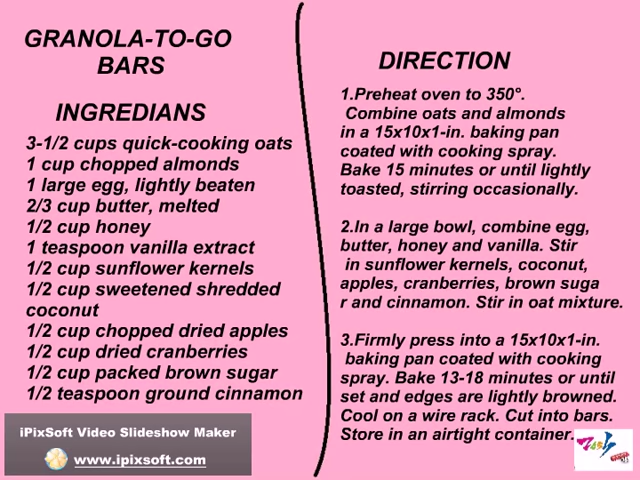 GRANOLA-TO-GO
BARS
INGREDIANS
3-1/2 cups quick-cooking oats
1 cup chopped almonds
1 large egg, lightly beaten
2/3 cup butter, melted
1/2 cup honey
1 teaspoon vanilla extract
1/2 cup sunflower kernels
1/2 cup sweetened shredded
coconut
1/2 cup chopped dried apples
1/2 cup dried cranberries
1/2 cup packed brown sugar
1/2 teaspoon ground cinnamon
iPixSoft Video Slideshow Maker
www.ipixsoft.com
DIRECTION
1.Preheat oven to 350°.
Combine oats and almonds
in a 15x10x1-in. baking pan
coated with cooking spray.
Bake 15 minutes or until lightly
toasted, stirring occasionally.
2.In a large bowl, combine egg,
butter, honey and vanilla. Stir
in sunflower kernels, coconut,
apples, cranberries, brown suga
r and cinnamon. Stir in oat mixture.
3.Firmly press into a 15x10x1-in.
baking pan coated with cooking
spray. Bake 13-18 minutes or until
set and edges are lightly browned.
Cool on a wire rack. Cut into bars.
Store in an airtight container.